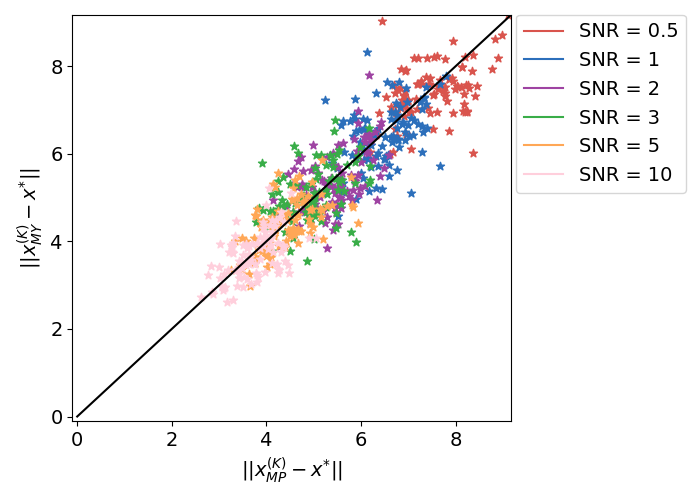 SNR = 0.5
SNR = 1
SNR = 2
SNR = 3
SNR = 5
SNR = 10
8
6
4
2
0
0 2 4 6 8
||x_{MY}^{(K)} − x*||
||x_{MP}^{(K)} − x*||